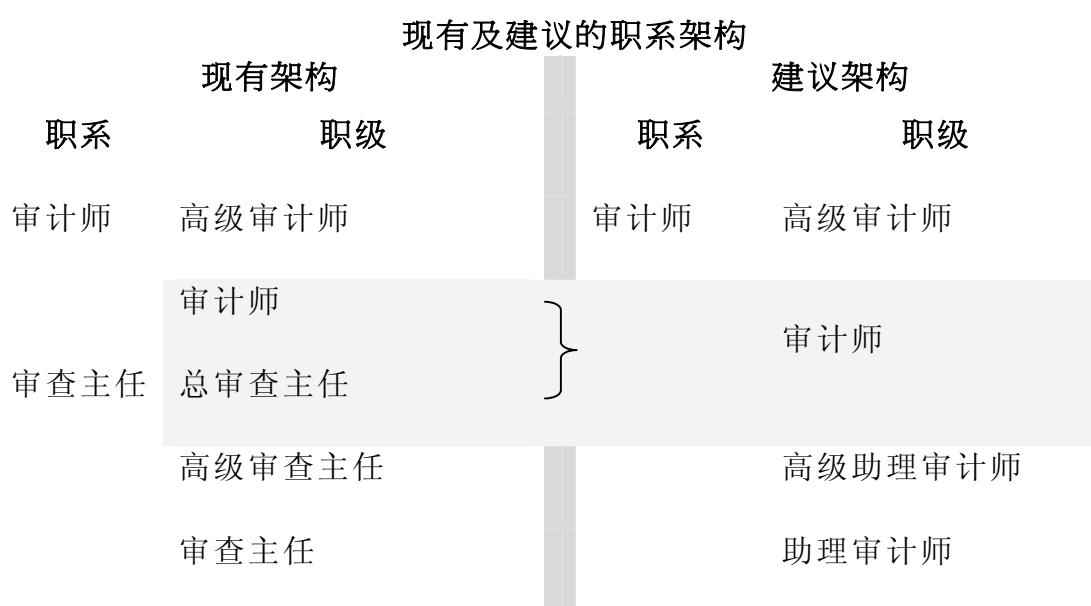 现有及建议的职系架构
现有架构 建议架构
职系 职级 职系 职级
审计师 高级审计师 审计师 高级审计师
审计师
审计师
审查主任 总审查主任
高级审查主任 高级助理审计师
审查主任 助理审计师